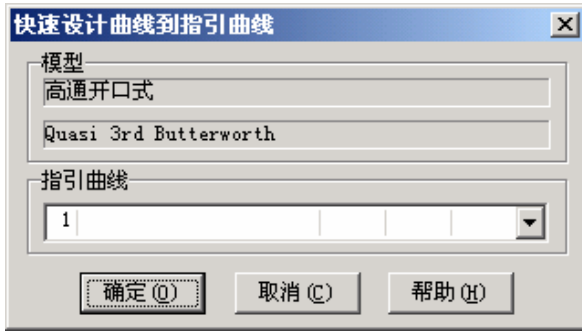 快速设计曲线到指引曲线
模型
高通开口式
Quasi 3rd Butterworth
指引曲线
1
确定(O) 取消(C) 帮助(H)